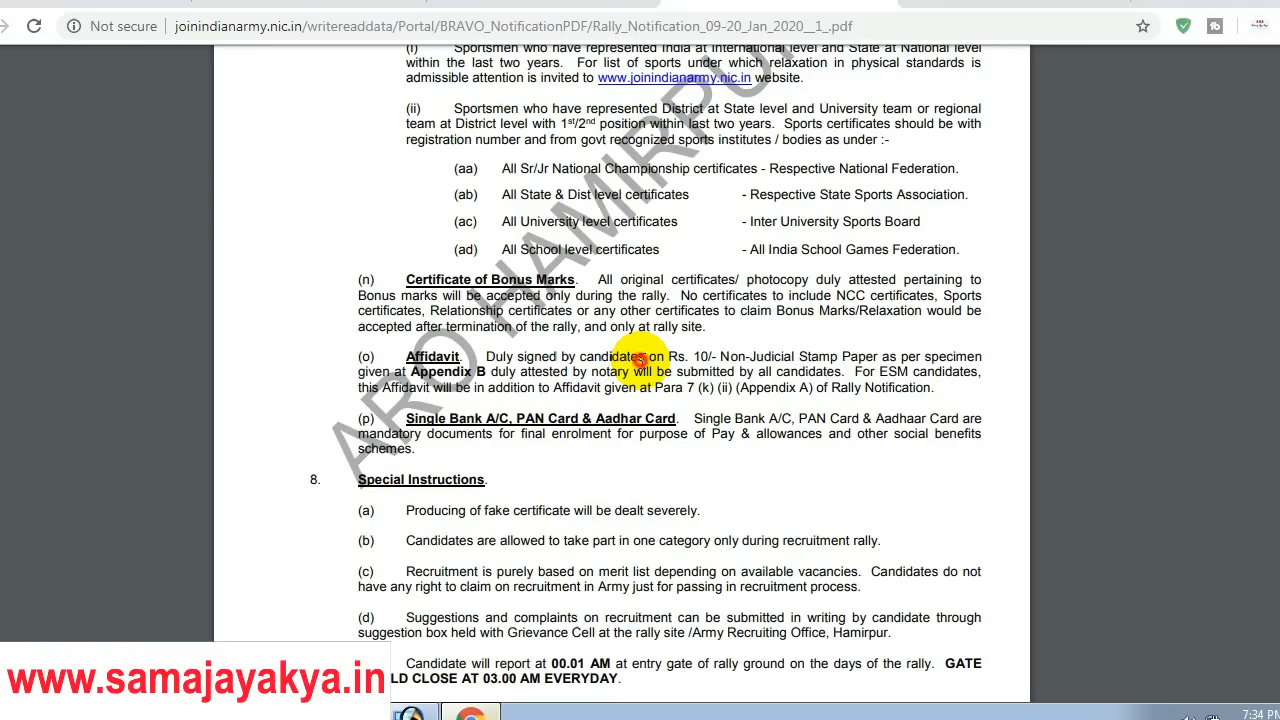 Not secure joinindianarmy.nic.in/writereaddata/Portal/BRAVO_NotificationPDF/Rally_Notification_09-20_Jan_2020__1_.pdf
(i) Sportsmen who have represented India at International level and State at National level
within the last two years. For list of sports under which relaxation in physical standards is
admissible attention is invited to www.joinindianarmy.nic.in website.
(ii) Sportsmen who have represented District at State level and University team or regional
team at District level with 1st/2nd position within last two years. Sports certificates should be with
registration number and from govt recognized sports institutes / bodies as under :-
(aa) All Sr/Jr National Championship certificates - Respective National Federation.
(ab) All State & Dist level certificates - Respective State Sports Association.
(ac) All University level certificates - Inter University Sports Board
(ad) All School level certificates - All India School Games Federation.
(n) Certificate of Bonus Marks. All original certificates/ photocopy duly attested pertaining to
Bonus marks will be accepted only during the rally. No certificates to include NCC certificates, Sports
certificates, Relationship certificates or any other certificates to claim Bonus Marks/Relaxation would be
accepted after termination of the rally, and only at rally site.
(o) Affidavit. Duly signed by candidates on Rs. 10/- Non-Judicial Stamp Paper as per specimen
given at Appendix B duly attested by notary will be submitted by all candidates. For ESM candidates,
this Affidavit will be in addition to Affidavit given at Para 7 (k) (ii) (Appendix A) of Rally Notification.
(p) Single Bank A/C, PAN Card & Aadhar Card. Single Bank A/C, PAN Card & Aadhaar Card are
mandatory documents for final enrolment for purpose of Pay & allowances and other social benefits
schemes.
8. Special Instructions.
(a) Producing of fake certificate will be dealt severely.
(b) Candidates are allowed to take part in one category only during recruitment rally.
(c) Recruitment is purely based on merit list depending on available vacancies. Candidates do not
have any right to claim on recruitment in Army just for passing in recruitment process.
(d) Suggestions and complaints on recruitment can be submitted in writing by candidate through
suggestion box held with Grievance Cell at the rally site /Army Recruiting Office, Hamirpur.
Candidate will report at 00.01 AM at entry gate of rally ground on the days of the rally. GATE
LD CLOSE AT 03.00 AM EVERYDAY.
ARO HAMIRPUR
www.samajayakya.in
7:34 PM